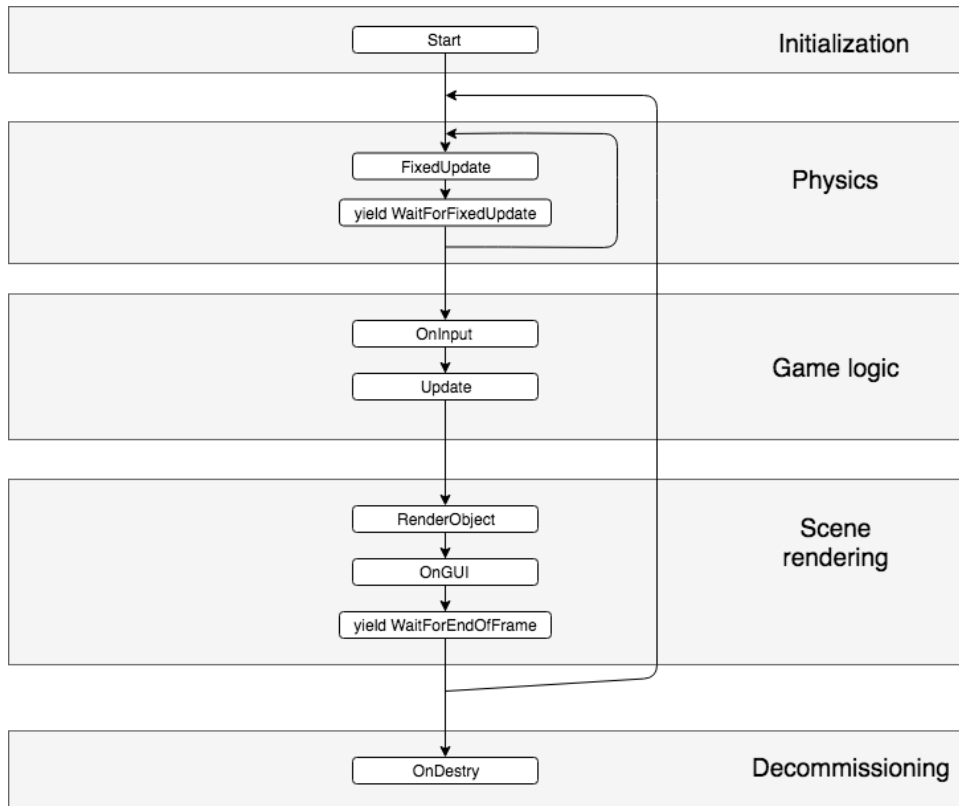 Start
Initialization
FixedUpdate
Physics
yield WaitForFixedUpdate
OnInput
Game logic
Update
RenderObject
Scene
rendering
OnGUI
yield WaitForEndOfFrame
OnDestry
Decommissioning